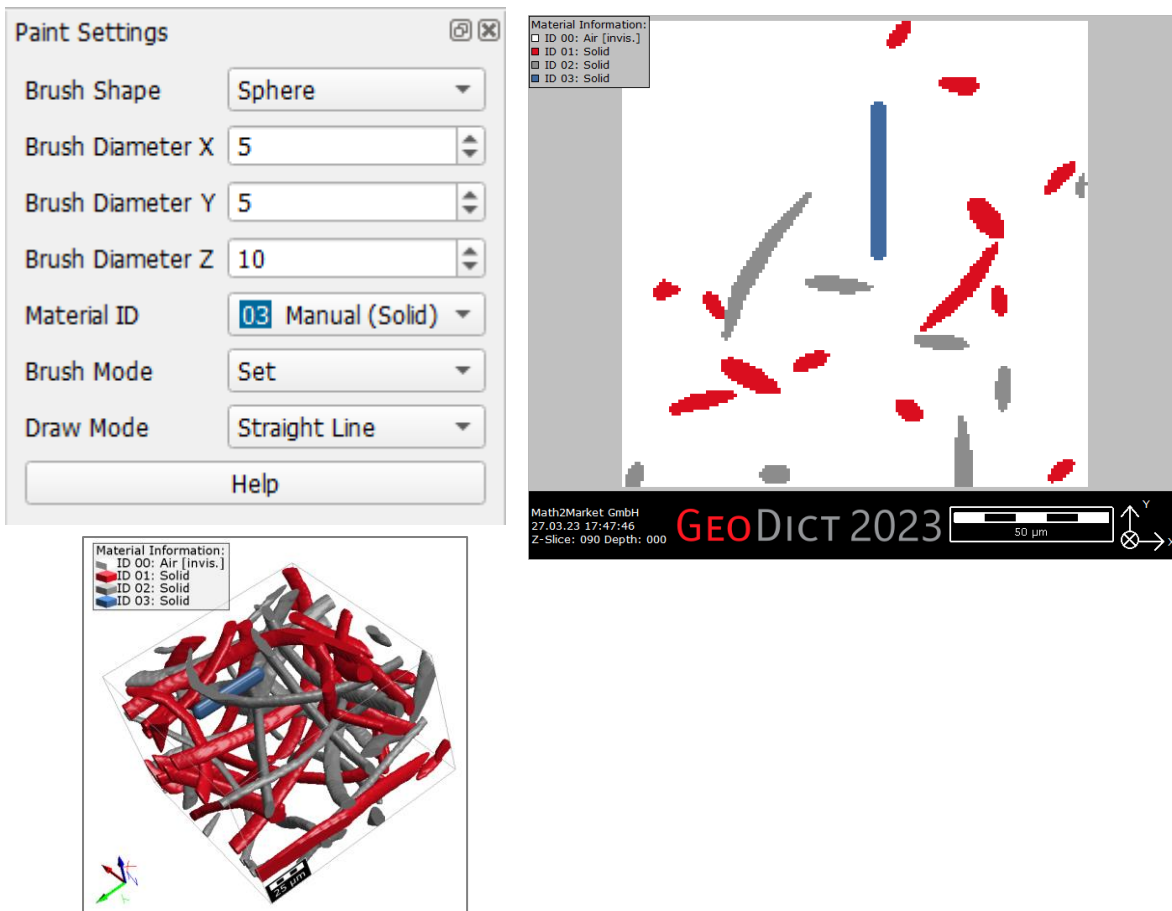 Paint Settings
Brush Shape Sphere
Brush Diameter X 5
Brush Diameter Y 5
Brush Diameter Z 10
Material ID 03 Manual (Solid)
Brush Mode Set
Draw Mode Straight Line
Help
Material Information:
ID 00: Air [invis.]
ID 01: Solid
ID 02: Solid
ID 03: Solid
Math2Market GmbH
27.03.23 17:47:46
Z-Slice: 090 Depth: 000
GEODICT 2023
50 µm
Y
X
Material Information:
ID 00: Air [invis.]
ID 01: Solid
ID 02: Solid
ID 03: Solid
25 µm